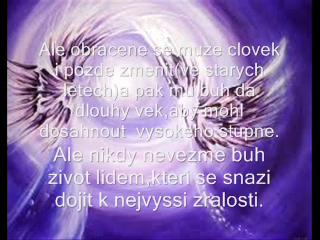 Ale obracene se muze clovek
i pozde zmenit(ve starych
letech)a pak mu buh da
dlouhy vek,aby mohl
dosahnout  vysokeho stupne.
Ale nikdy nevezme buh
zivot lidem,kteri se snazi
dojit k nejvyssi zralosti.